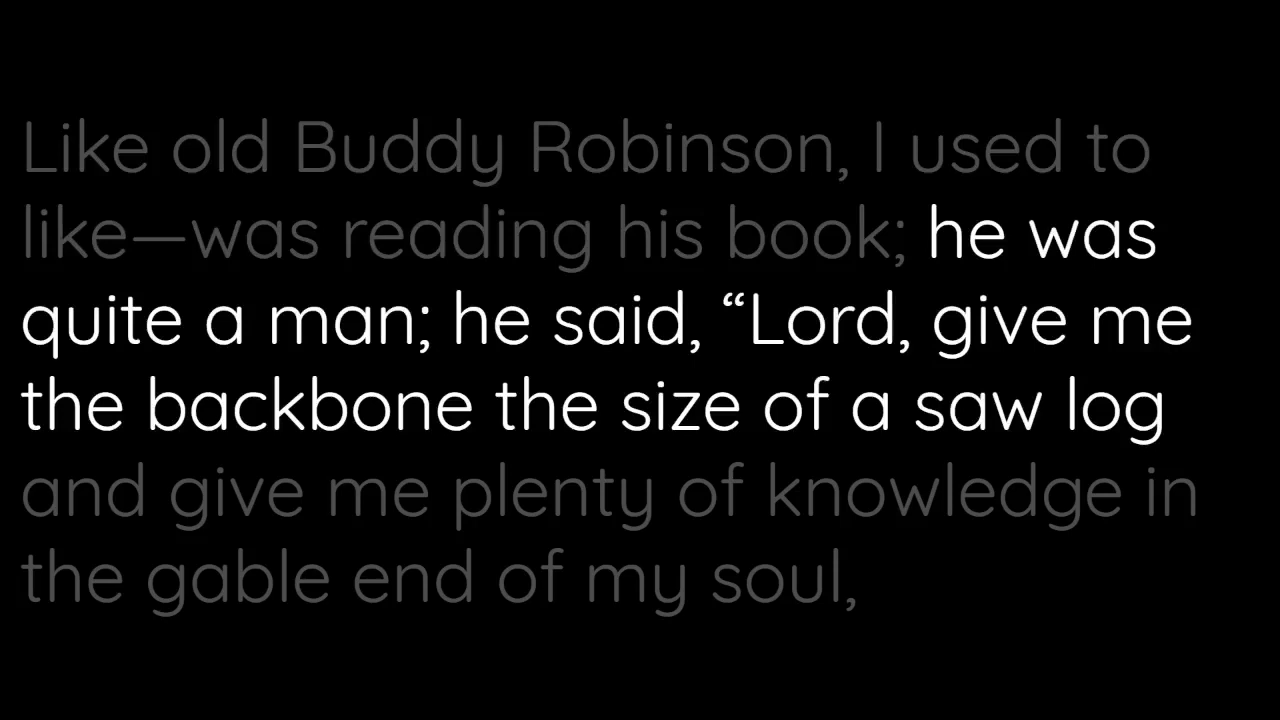 Like old Buddy Robinson, I used to
like—was reading his book; he was
quite a man; he said, “Lord, give me
the backbone the size of a saw log
and give me plenty of knowledge in
the gable end of my soul,